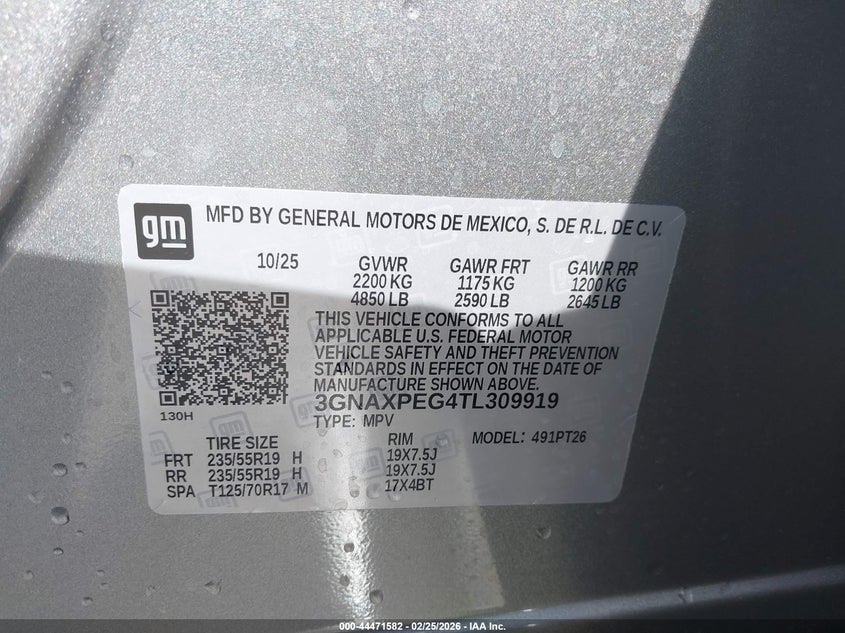 gm MFD BY GENERAL MOTORS DE MEXICO, S. DE R.L. DE C.V.
10/25 GVWR GAWR FRT GAWR RR
2200 KG 1175 KG 1200 KG
4850 LB 2590 LB 2645 LB
THIS VEHICLE CONFORMS TO ALL
APPLICABLE U.S. FEDERAL MOTOR
VEHICLE SAFETY AND THEFT PREVENTION
STANDARDS IN EFFECT ON THE DATE OF
MANUFACTURE SHOWN ABOVE.
130H
3GNAXPEG4TL309919
TYPE: MPV
TIRE SIZE RIM MODEL: 491PT26
FRT 235/55R19 H 19X7.5J
RR 235/55R19 H 19X7.5J
SPA T125/70R17 M 17X4BT
000-44471582 - 02/25/2026 - IAA Inc.